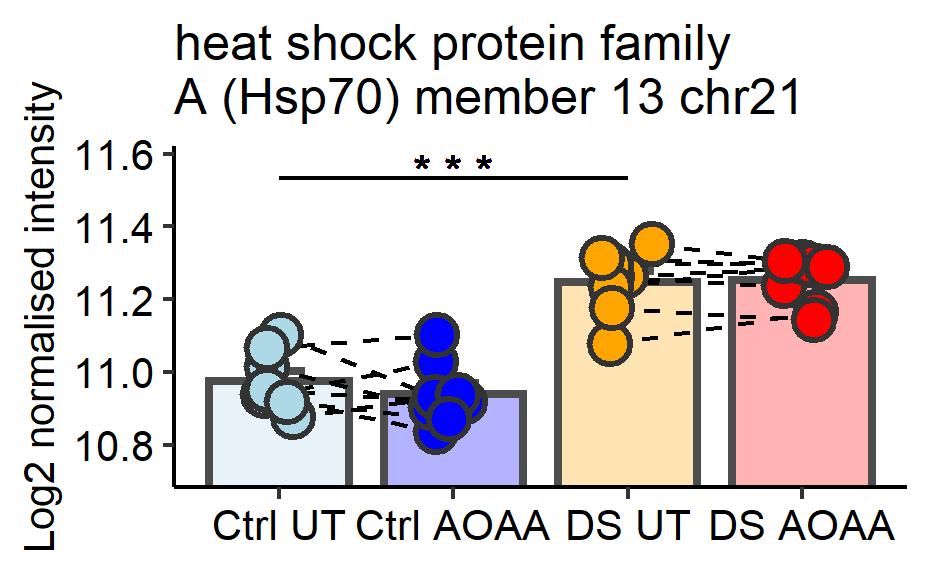 heat shock protein family
A (Hsp70) member 13 chr21
Log2 normalised intensity
11.6
11.4
11.2
11.0
10.8
* * *
Ctrl UT Ctrl AOAA DS UT DS AOAA